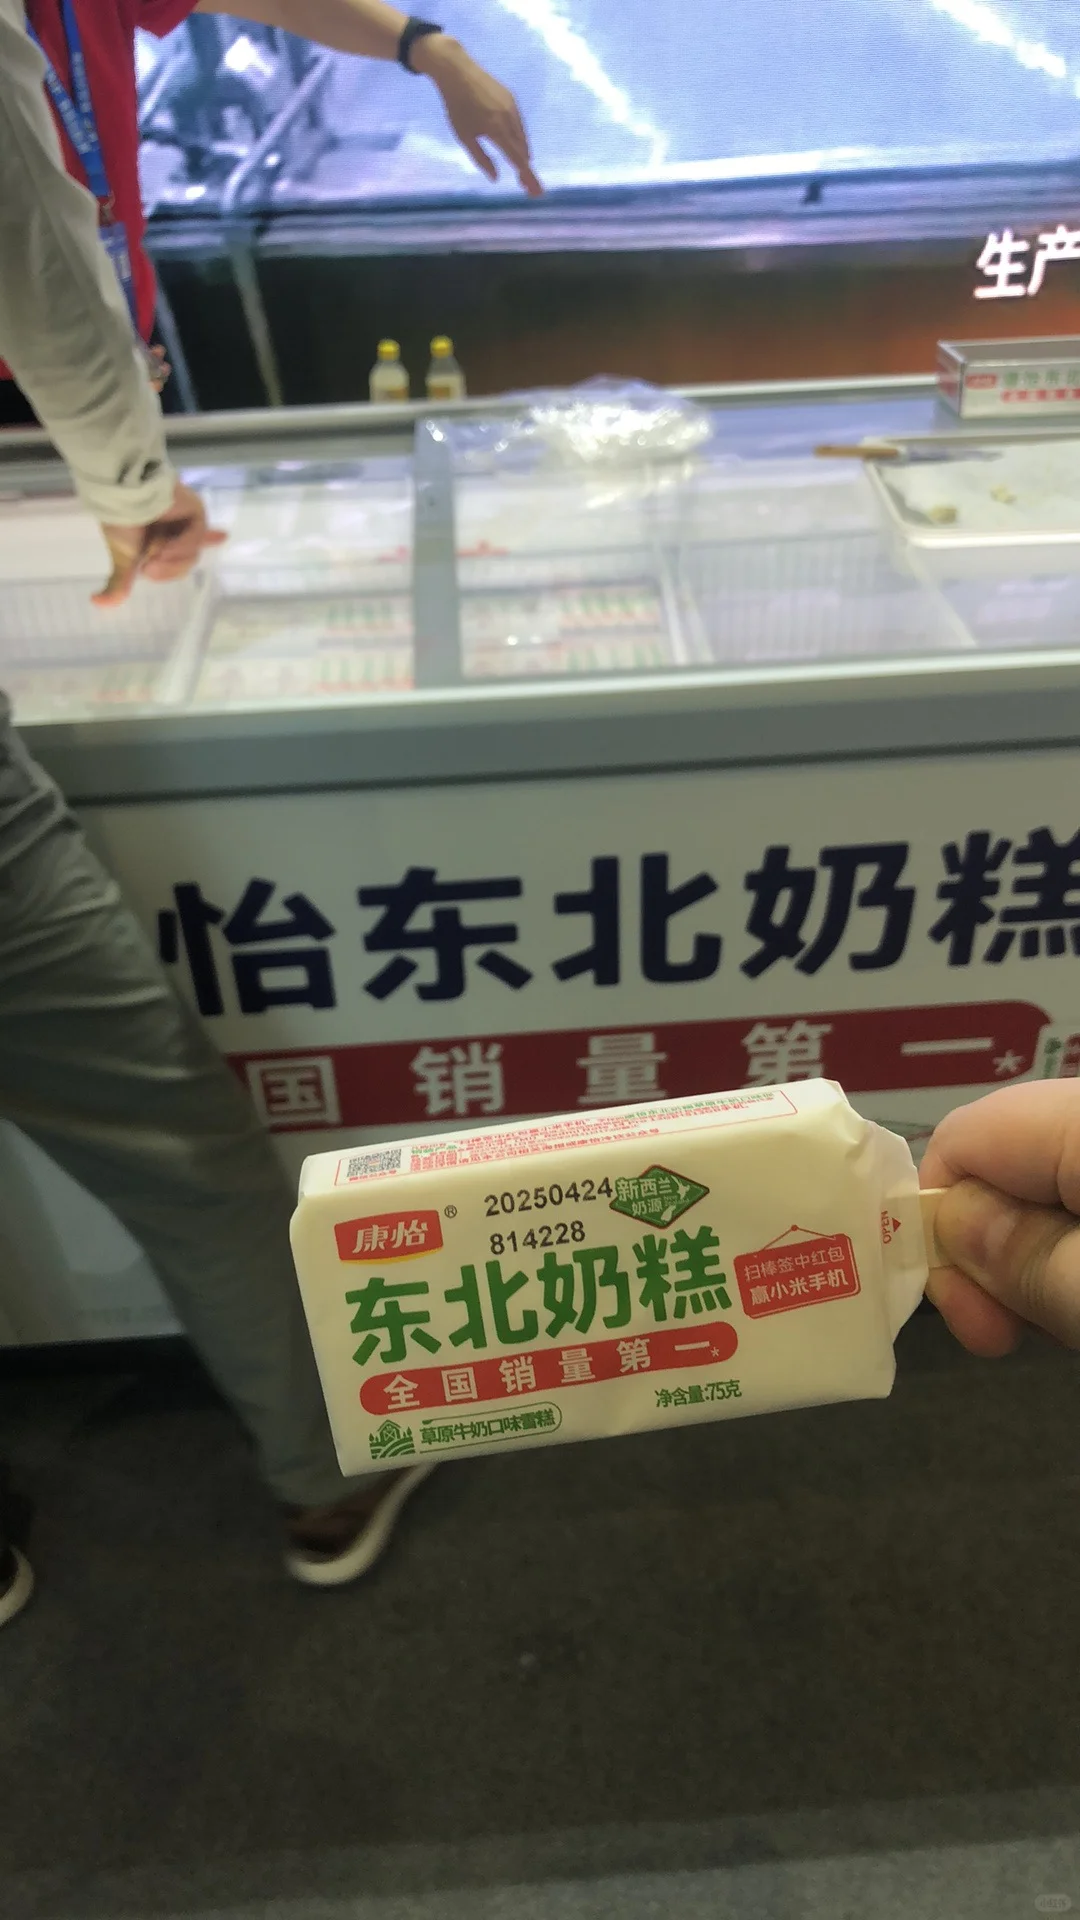 生产
怡东北奶糕
国销量第一*
康怡®
20250424
814228
新西兰
奶源
东北奶糕
扫棒签中红包
赢小米手机
OPEN
全国销量第一*
净含量:75克
草原牛奶口味雪糕